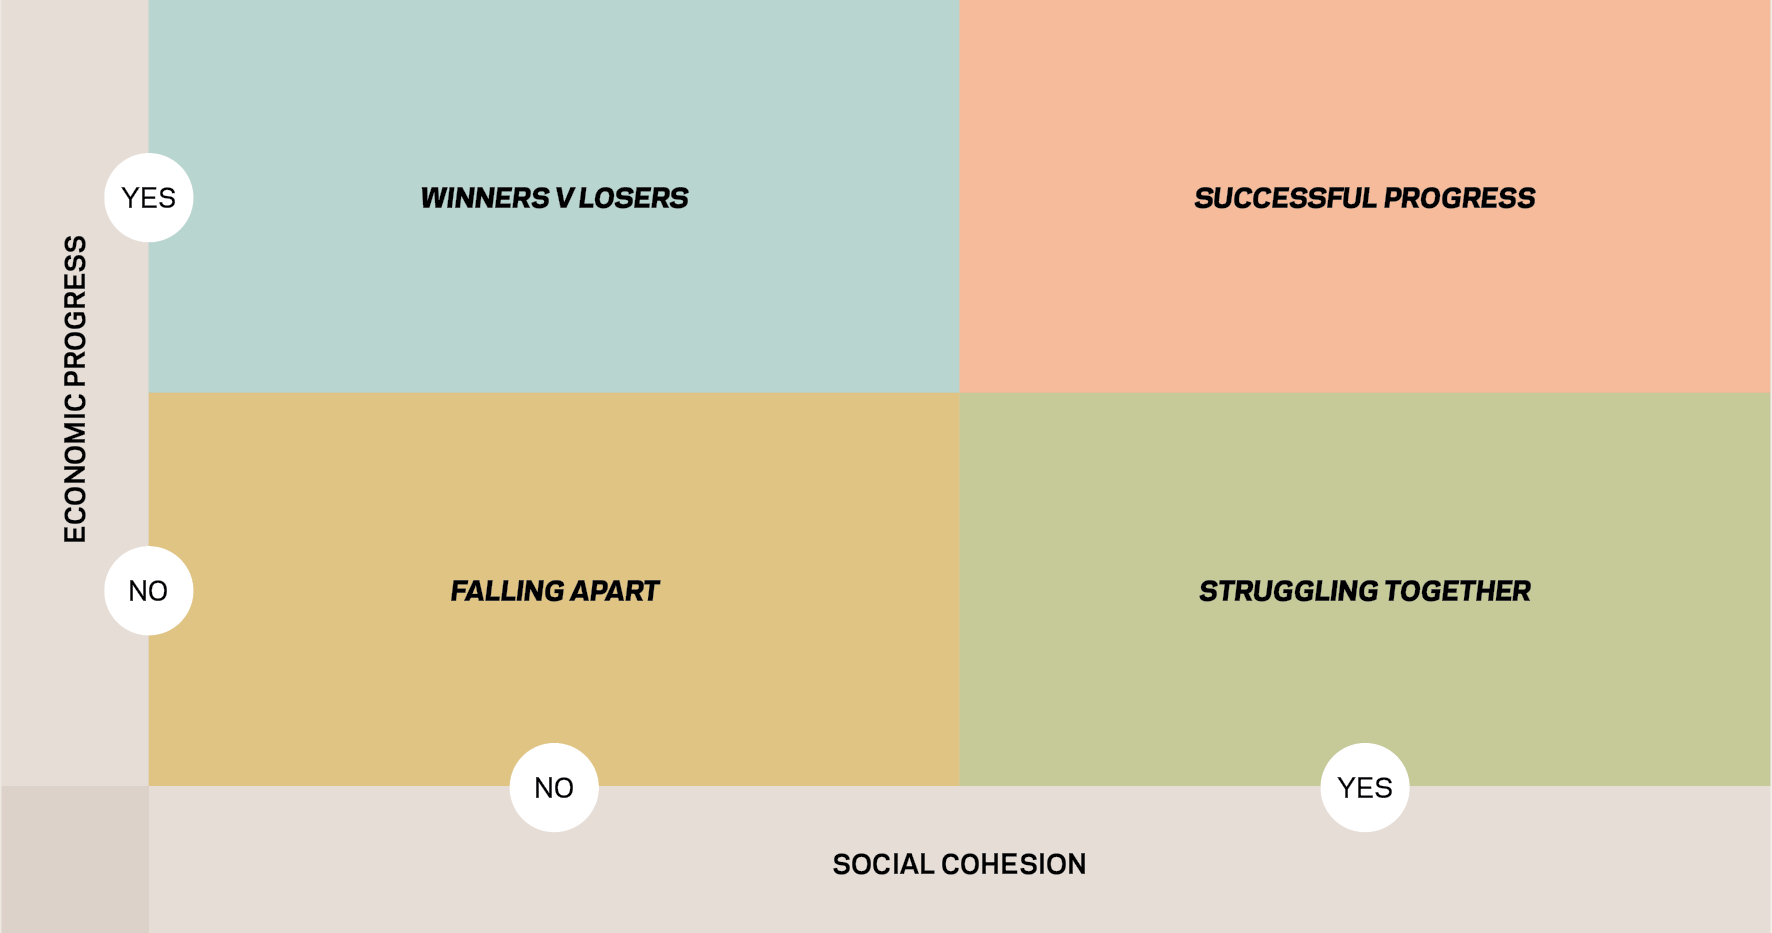 YES
WINNERS V LOSERS
SUCCESSFUL PROGRESS
ECONOMIC PROGRESS
NO
FALLING APART
STRUGGLING TOGETHER
NO
YES
SOCIAL COHESION